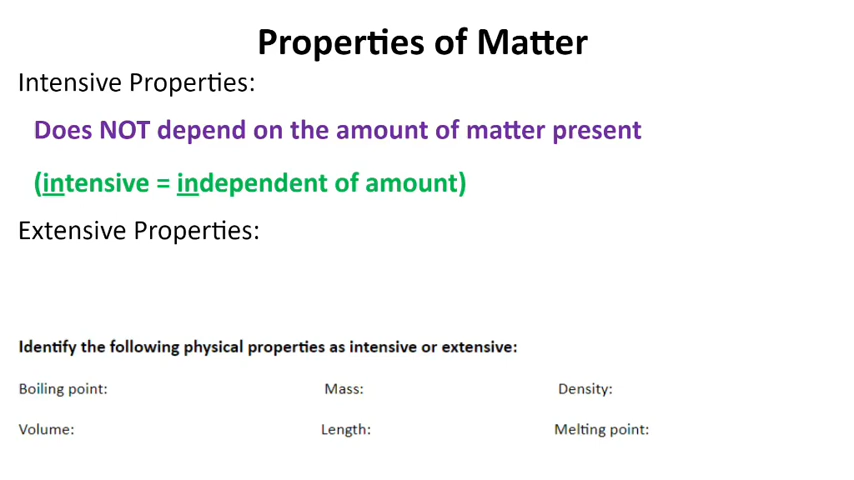 Properties of Matter
Intensive Properties:
Does NOT depend on the amount of matter present
(intensive = independent of amount)
Extensive Properties:
Identify the following physical properties as intensive or extensive:
Boiling point: Mass: Density:
Volume: Length: Melting point: